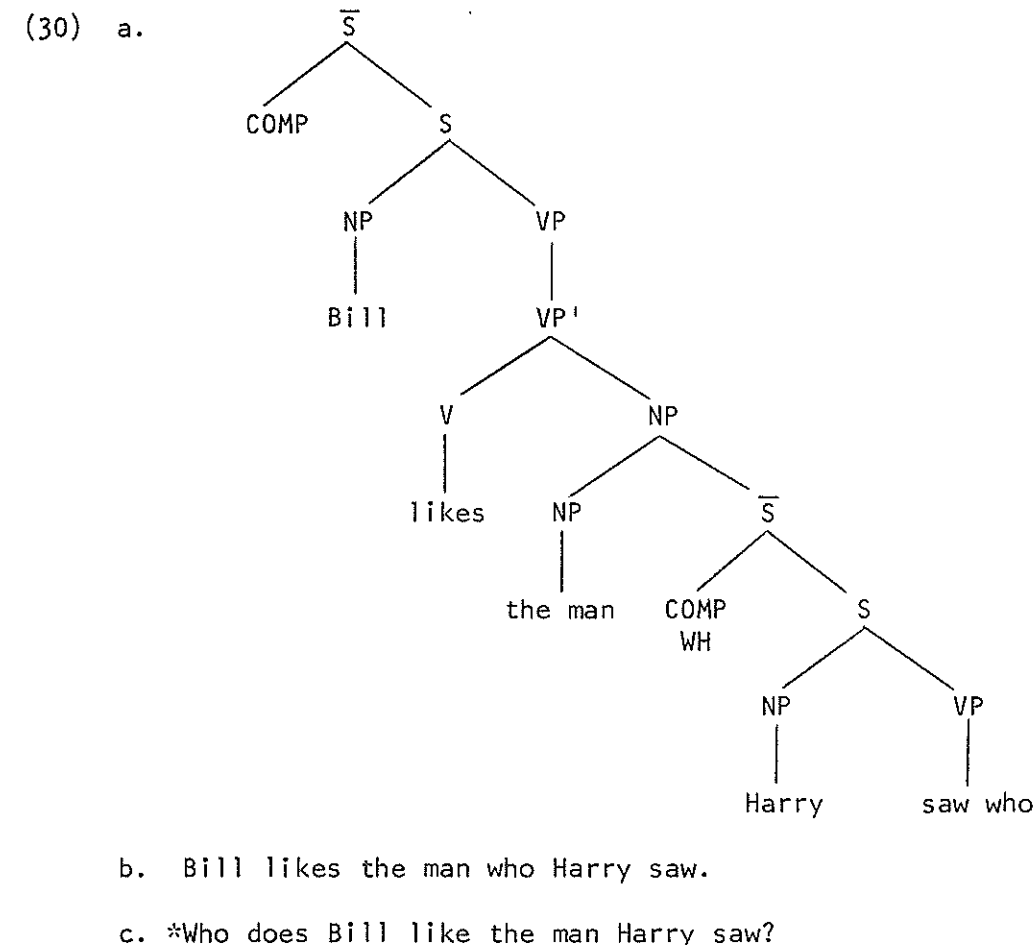 (30) a. S̅
COMP S
NP VP
Bill VP'
V NP
likes NP S̅
the man COMP S
WH
NP VP
Harry saw who
b. Bill likes the man who Harry saw.
c. *Who does Bill like the man Harry saw?